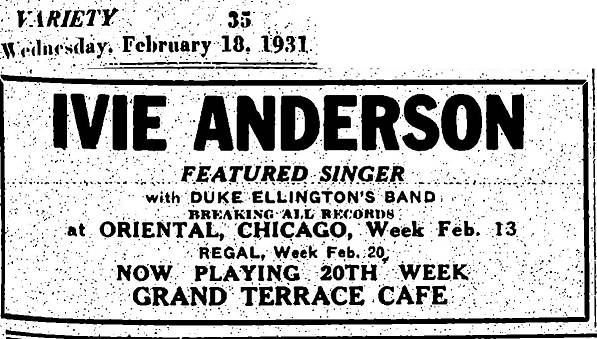 VARIETY 35
Wednesday, February 18, 1931
IVIE ANDERSON
FEATURED SINGER
with DUKE ELLINGTON'S BAND
BREAKING ALL RECORDS
at ORIENTAL, CHICAGO, Week Feb. 13
REGAL, Week Feb. 20,
NOW PLAYING 20TH WEEK
GRAND TERRACE CAFE